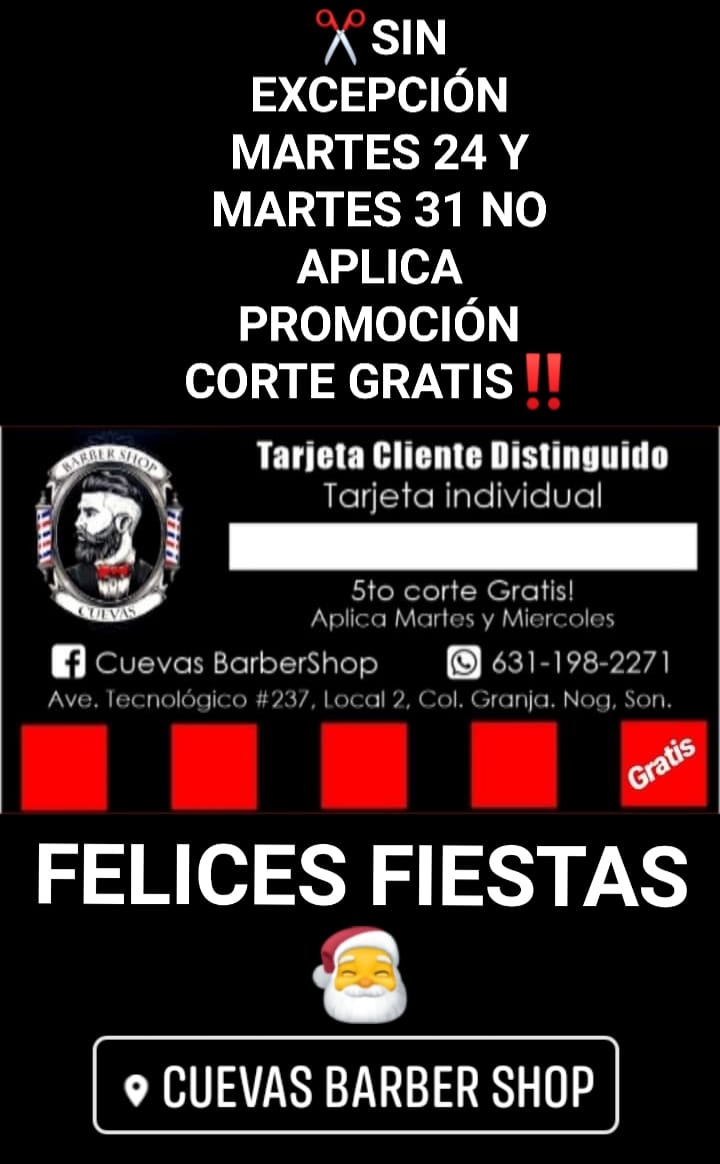 ✂️SIN
EXCEPCIÓN
MARTES 24 Y
MARTES 31 NO
APLICA
PROMOCIÓN
CORTE GRATIS‼️
BARBER SHOP
CUEVAS
Tarjeta Cliente Distinguido
Tarjeta individual
5to corte Gratis!
Aplica Martes y Miercoles
Cuevas BarberShop
631-198-2271
Ave. Tecnológico #237, Local 2, Col. Granja. Nog, Son.
Gratis
FELICES FIESTAS
🎅
CUEVAS BARBER SHOP